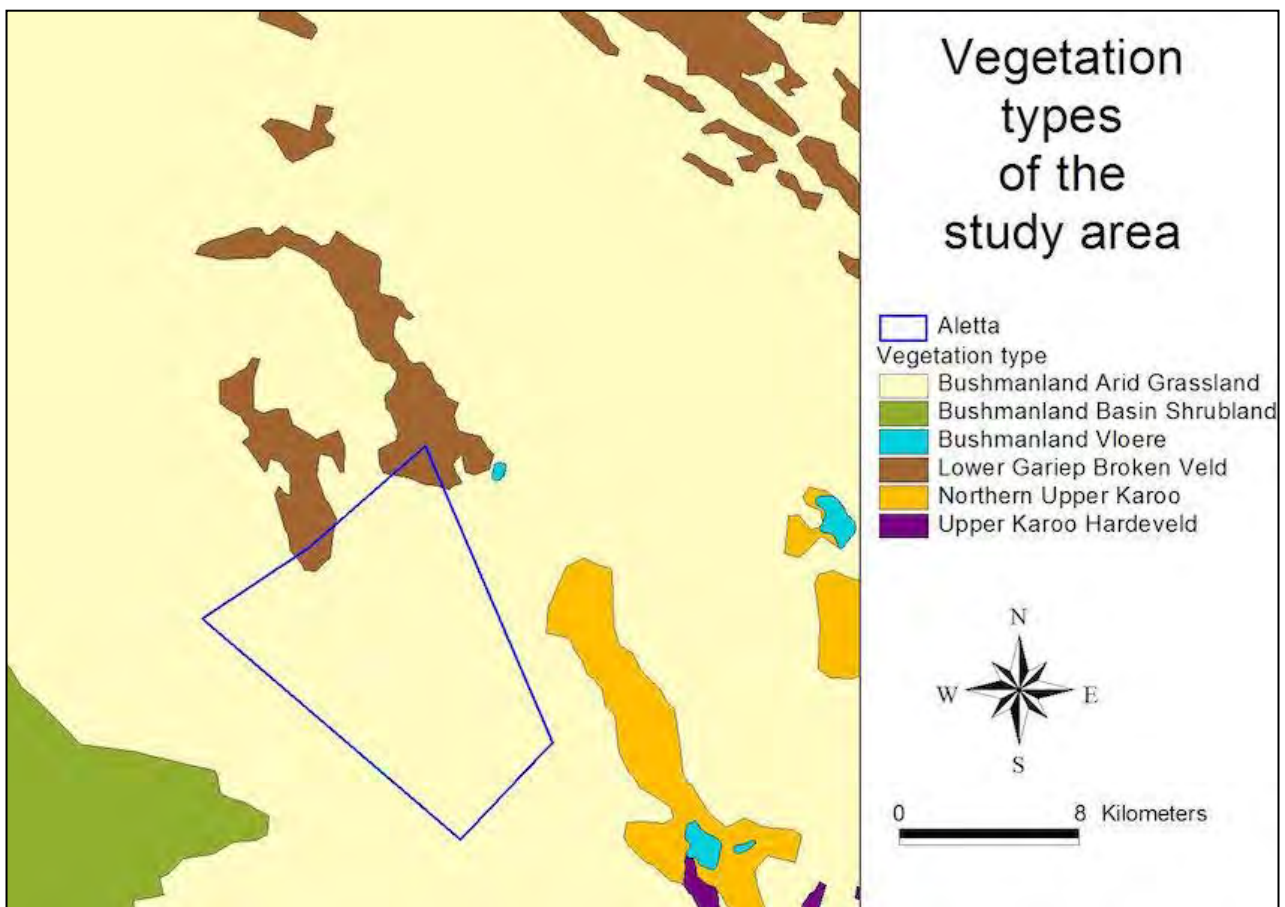 Vegetation
types
of the
study area
Aletta
Vegetation type
Bushmanland Arid Grassland
Bushmanland Basin Shrubland
Bushmanland Vloere
Lower Gariep Broken Veld
Northern Upper Karoo
Upper Karoo Hardeveld
N
W E
S
0 8 Kilometers